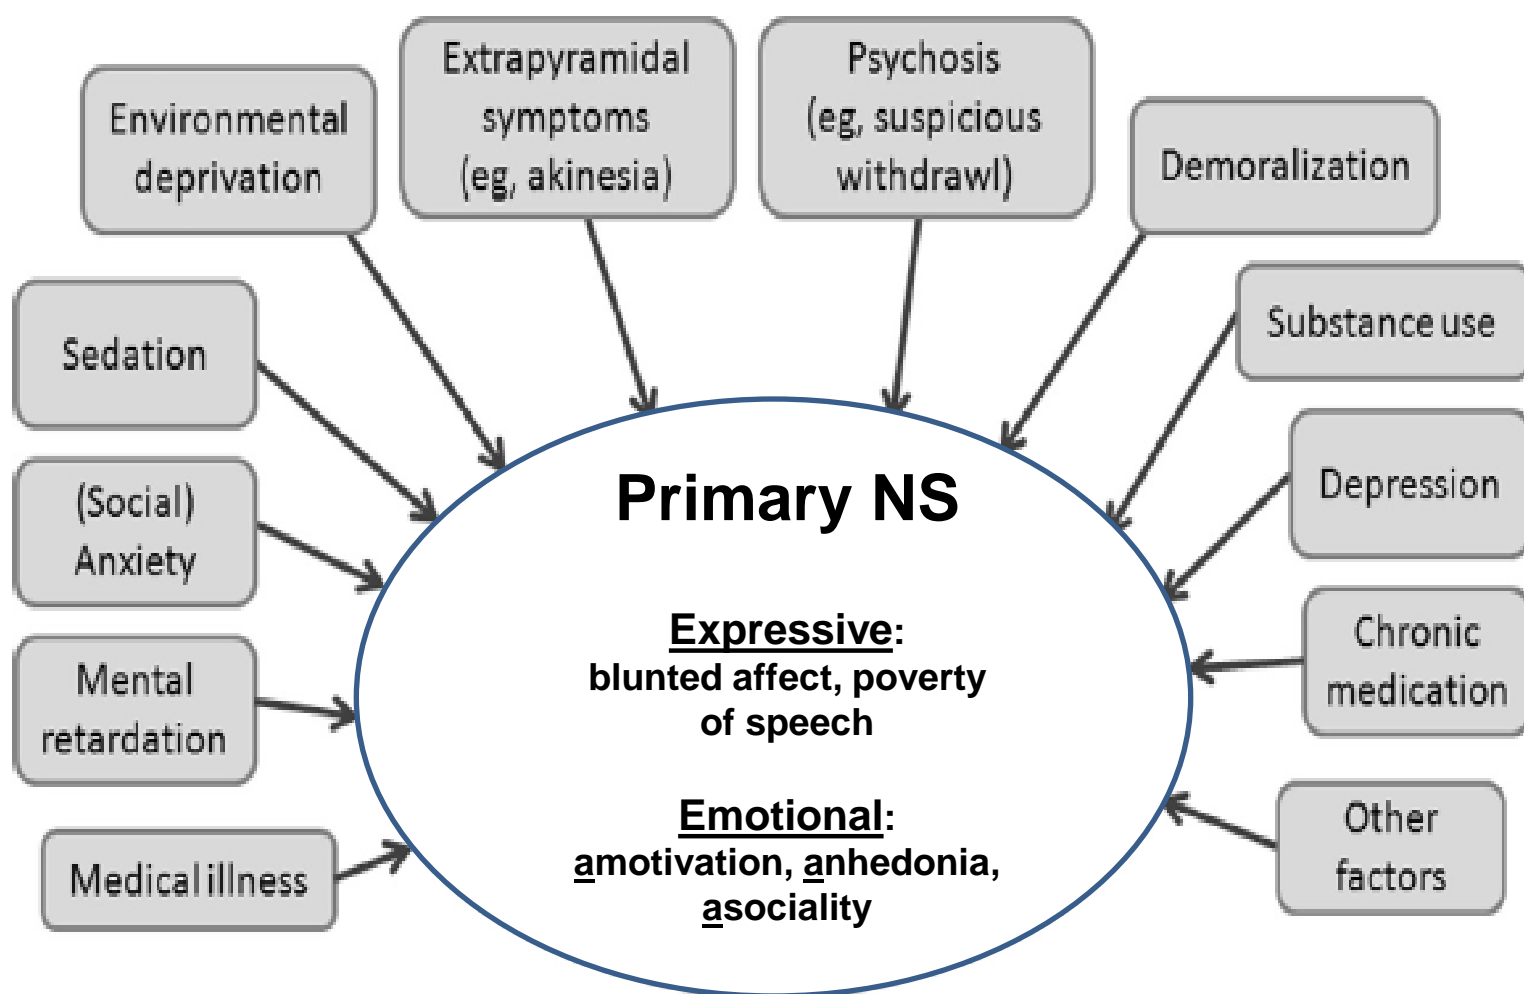 Environmental
deprivation
Extrapyramidal
symptoms
(eg, akinesia)
Psychosis
(eg, suspicious
withdrawl)
Demoralization
Sedation
Substance use
(Social)
Anxiety
Depression
Mental
retardation
Chronic
medication
Medical illness
Other
factors
Primary NS
Expressive:
blunted affect, poverty
of speech
Emotional:
amotivation, anhedonia,
asociality